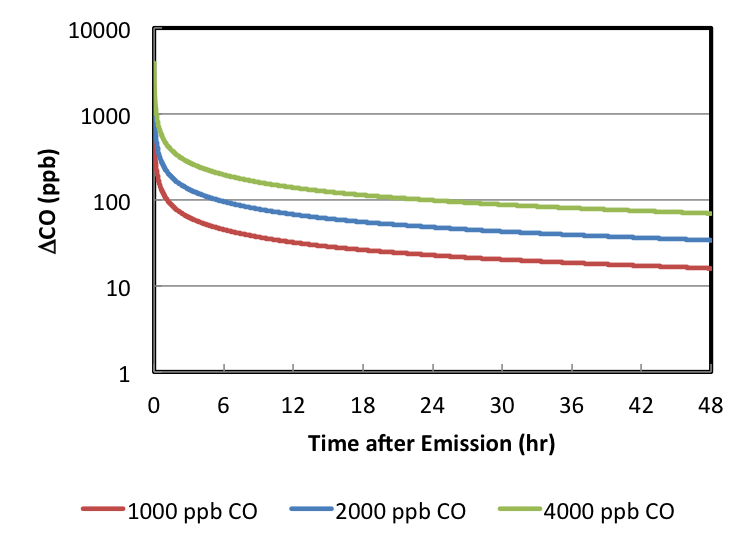 10000
1000
100
10
1
ΔCO (ppb)
0 6 12 18 24 30 36 42 48
Time after Emission (hr)
1000 ppb CO 2000 ppb CO 4000 ppb CO